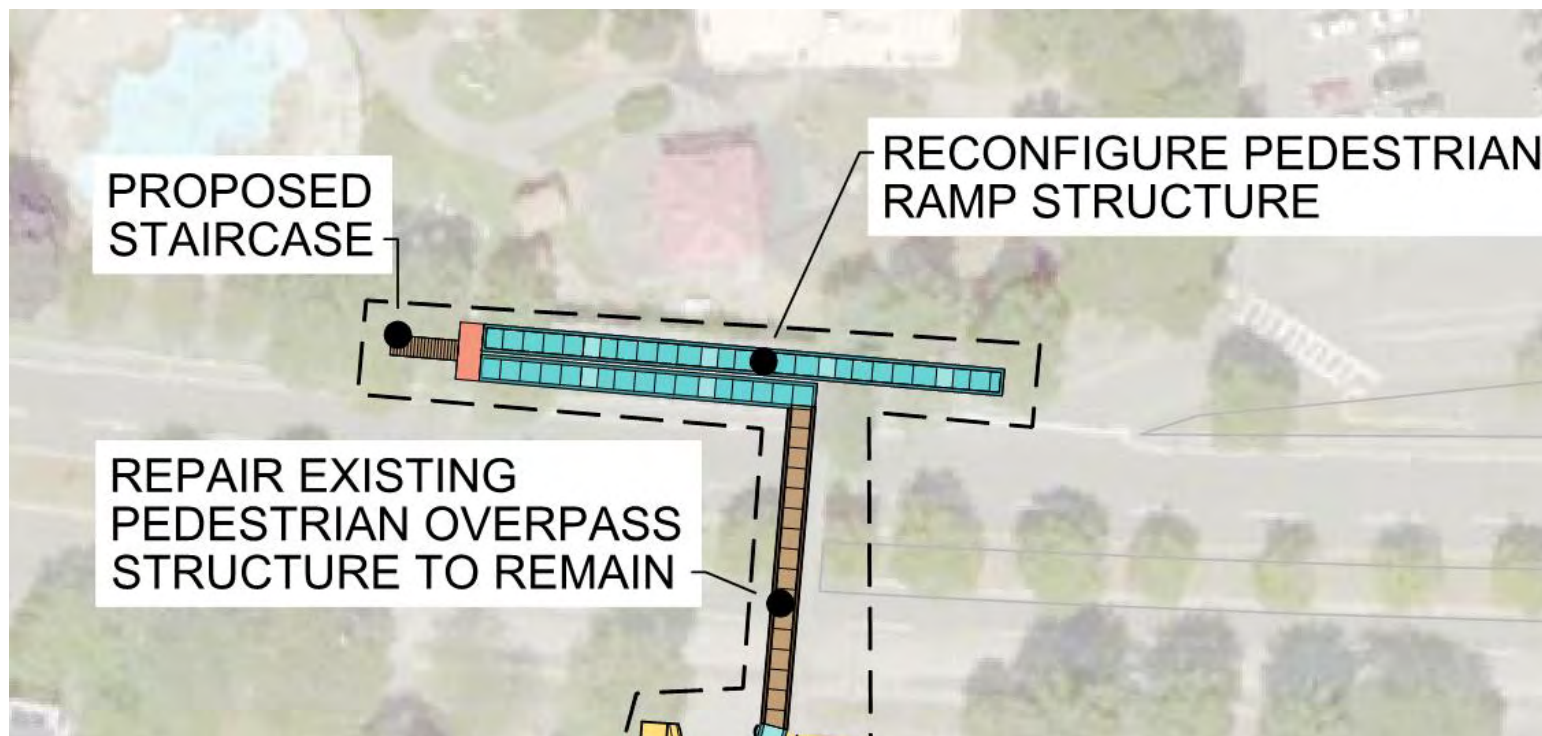 PROPOSED
STAIRCASE
RECONFIGURE PEDESTRIAN
RAMP STRUCTURE
REPAIR EXISTING
PEDESTRIAN OVERPASS
STRUCTURE TO REMAIN